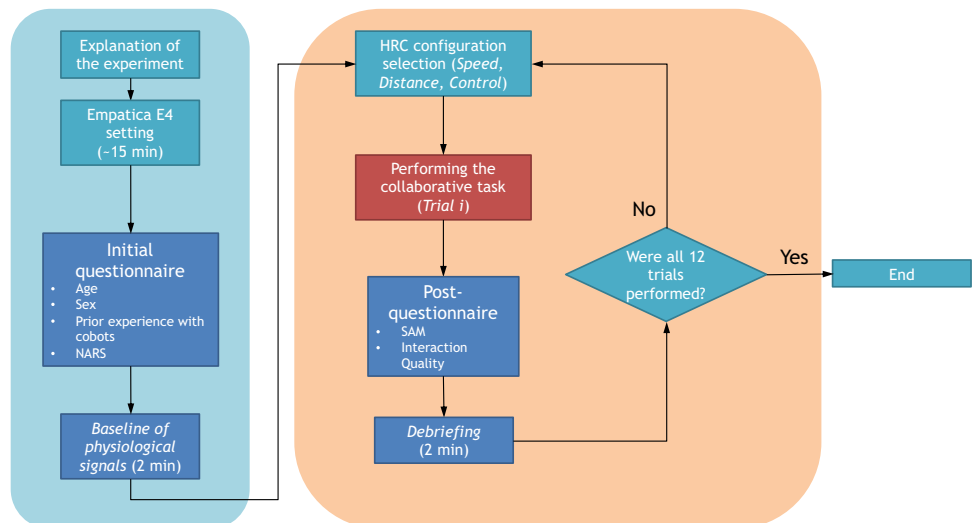 Explanation of
the experiment
Empatica E4
setting
(~15 min)
Initial
questionnaire
• Age
• Sex
• Prior experience with
cobots
• NARS
Baseline of
physiological
signals (2 min)
HRC configuration
selection (Speed,
Distance, Control)
Performing the
collaborative task
(Trial i)
Post-
questionnaire
• SAM
• Interaction
Quality
Debriefing
(2 min)
No
Were all 12
trials
performed?
Yes
End